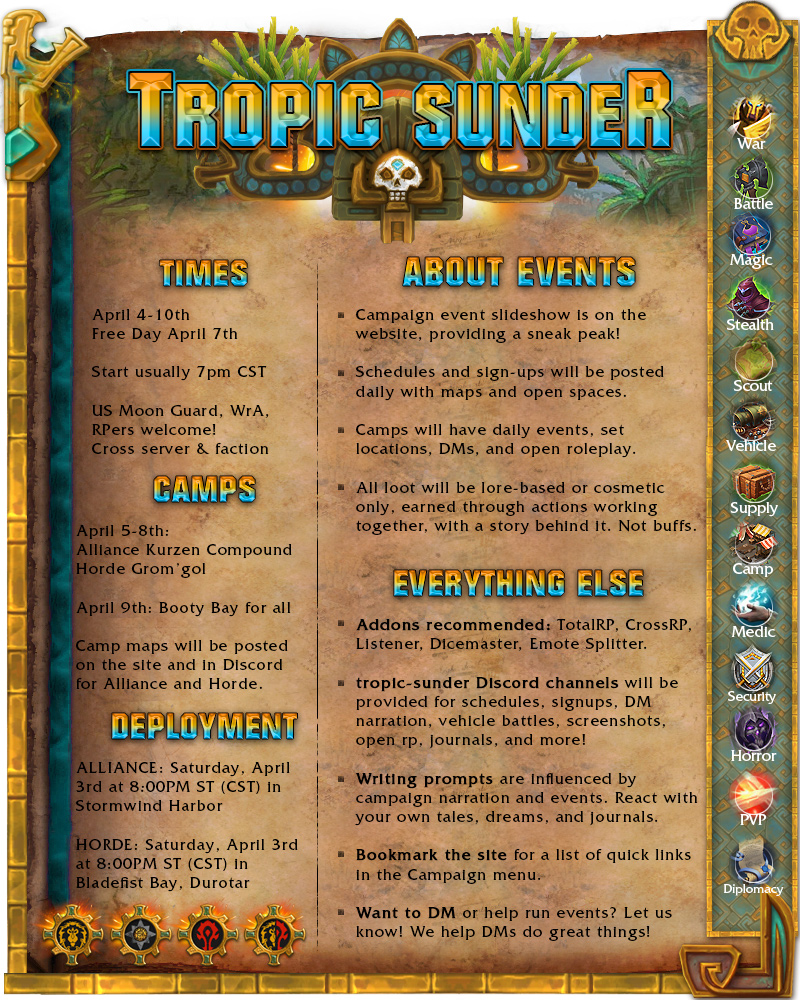 TROPIC SUNDER
TIMES
April 4-10th
Free Day April 7th
Start usually 7pm CST
US Moon Guard, WrA,
RPers welcome!
Cross server & faction
CAMPS
April 5-8th:
Alliance Kurzen Compound
Horde Grom'gol
April 9th: Booty Bay for all
Camp maps will be posted
on the site and in Discord
for Alliance and Horde.
DEPLOYMENT
ALLIANCE: Saturday, April
3rd at 8:00PM ST (CST) in
Stormwind Harbor
HORDE: Saturday, April 3rd
at 8:00PM ST (CST) in
Bladefist Bay, Durotar
ABOUT EVENTS
Campaign event slideshow is on the
website, providing a sneak peak!
Schedules and sign-ups will be posted
daily with maps and open spaces.
Camps will have daily events, set
locations, DMs, and open roleplay.
All loot will be lore-based or cosmetic
only, earned through actions working
together, with a story behind it. Not buffs.
EVERYTHING ELSE
Addons recommended: TotalRP, CrossRP,
Listener, Dicemaster, Emote Splitter.
tropic-sunder Discord channels will be
provided for schedules, signups, DM
narration, vehicle battles, screenshots,
open rp, journals, and more!
Writing prompts are influenced by
campaign narration and events. React with
your own tales, dreams, and journals.
Bookmark the site for a list of quick links
in the Campaign menu.
Want to DM or help run events? Let us
know! We help DMs do great things!
War
Battle
Magic
Stealth
Scout
Vehicle
Supply
Camp
Medic
Security
Horror
PVP
Diplomacy